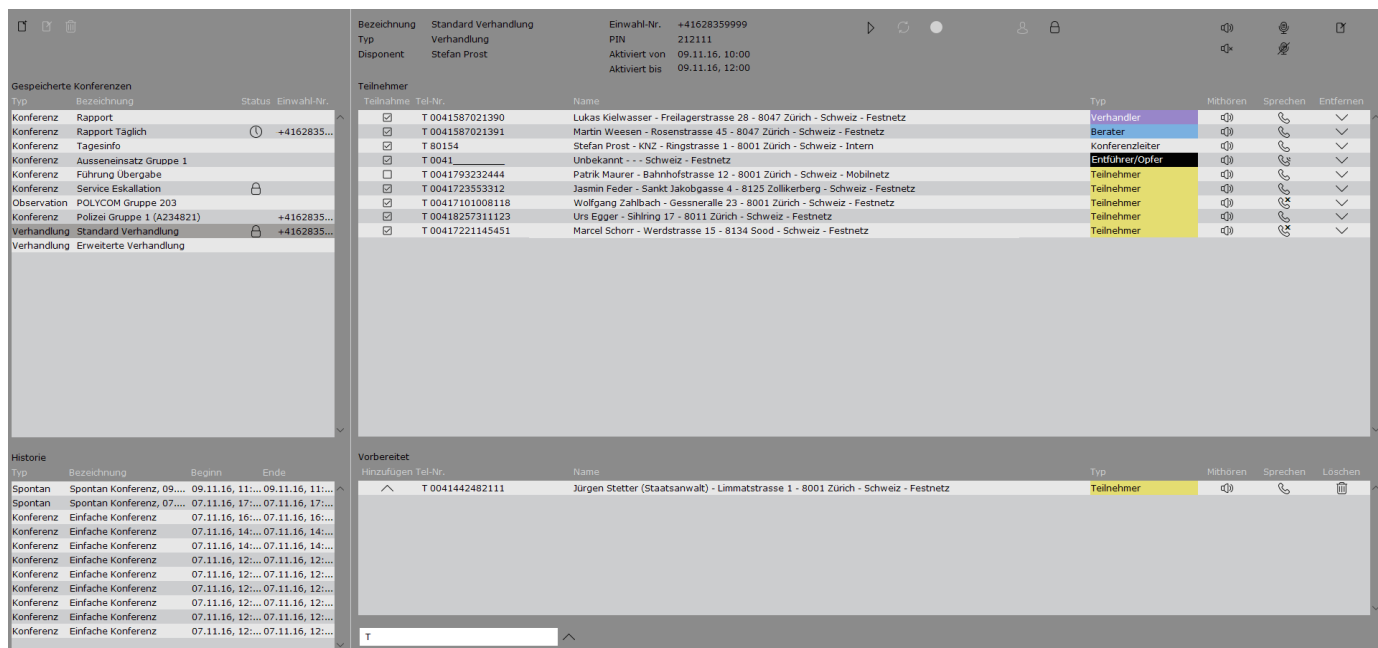 Bezeichnung Standard Verhandlung Einwahl-Nr. +41628359999
Typ Verhandlung PIN 212111
Disponent Stefan Prost Aktiviert von 09.11.16, 10:00
Aktiviert bis 09.11.16, 12:00
Gespeicherte Konferenzen
Typ Bezeichnung Status Einwahl-Nr.
Konferenz Rapport
Konferenz Rapport Täglich +4162835...
Konferenz Tagesinfo
Konferenz Ausseneinsatz Gruppe 1
Konferenz Führung Übergabe
Konferenz Service Eskallation
Observation POLYCOM Gruppe 203
Konferenz Polizei Gruppe 1 (A234821) +4162835...
Verhandlung Standard Verhandlung +4162835...
Verhandlung Erweiterte Verhandlung
Teilnehmer
Teilnahme Tel-Nr. Name Typ Mithören Sprechen Entfernen
T 0041587021390 Lukas Kielwasser - Freilagerstrasse 28 - 8047 Zürich - Schweiz - Festnetz Verhandler
T 0041587021391 Martin Weesen - Rosenstrasse 45 - 8047 Zürich - Schweiz - Festnetz Berater
T 80154 Stefan Prost - KNZ - Ringstrasse 1 - 8001 Zürich - Schweiz - Intern Konferenzleiter
T 0041_________ Unbekannt - - - Schweiz - Festnetz Entführer/Opfer
T 0041793232444 Patrik Maurer - Bahnhofstrasse 12 - 8001 Zürich - Schweiz - Mobilnetz Teilnehmer
T 0041723553312 Jasmin Feder - Sankt Jakobgasse 4 - 8125 Zollikerberg - Schweiz - Festnetz Teilnehmer
T 00417101008118 Wolfgang Zahlbach - Gessneralle 23 - 8001 Zürich - Schweiz - Festnetz Teilnehmer
T 00418257311123 Urs Egger - Sihlring 17 - 8011 Zürich - Schweiz - Festnetz Teilnehmer
T 00417221145451 Marcel Schorr - Werdstrasse 15 - 8134 Sood - Schweiz - Festnetz Teilnehmer
Historie
Typ Bezeichnung Beginn Ende
Spontan Spontan Konferenz, 09.... 09.11.16, 11:... 09.11.16, 11:...
Spontan Spontan Konferenz, 07.... 07.11.16, 17:... 07.11.16, 17:...
Konferenz Einfache Konferenz 07.11.16, 16:... 07.11.16, 16:...
Konferenz Einfache Konferenz 07.11.16, 14:... 07.11.16, 14:...
Konferenz Einfache Konferenz 07.11.16, 14:... 07.11.16, 14:...
Konferenz Einfache Konferenz 07.11.16, 12:... 07.11.16, 12:...
Konferenz Einfache Konferenz 07.11.16, 12:... 07.11.16, 12:...
Konferenz Einfache Konferenz 07.11.16, 12:... 07.11.16, 12:...
Konferenz Einfache Konferenz 07.11.16, 12:... 07.11.16, 12:...
Konferenz Einfache Konferenz 07.11.16, 12:... 07.11.16, 12:...
Konferenz Einfache Konferenz 07.11.16, 12:... 07.11.16, 12:...
Vorbereitet
Hinzufügen Tel-Nr. Name Typ Mithören Sprechen Löschen
T 0041442482111 Jürgen Stetter (Staatsanwalt) - Limmatstrasse 1 - 8001 Zürich - Schweiz - Festnetz Teilnehmer
T